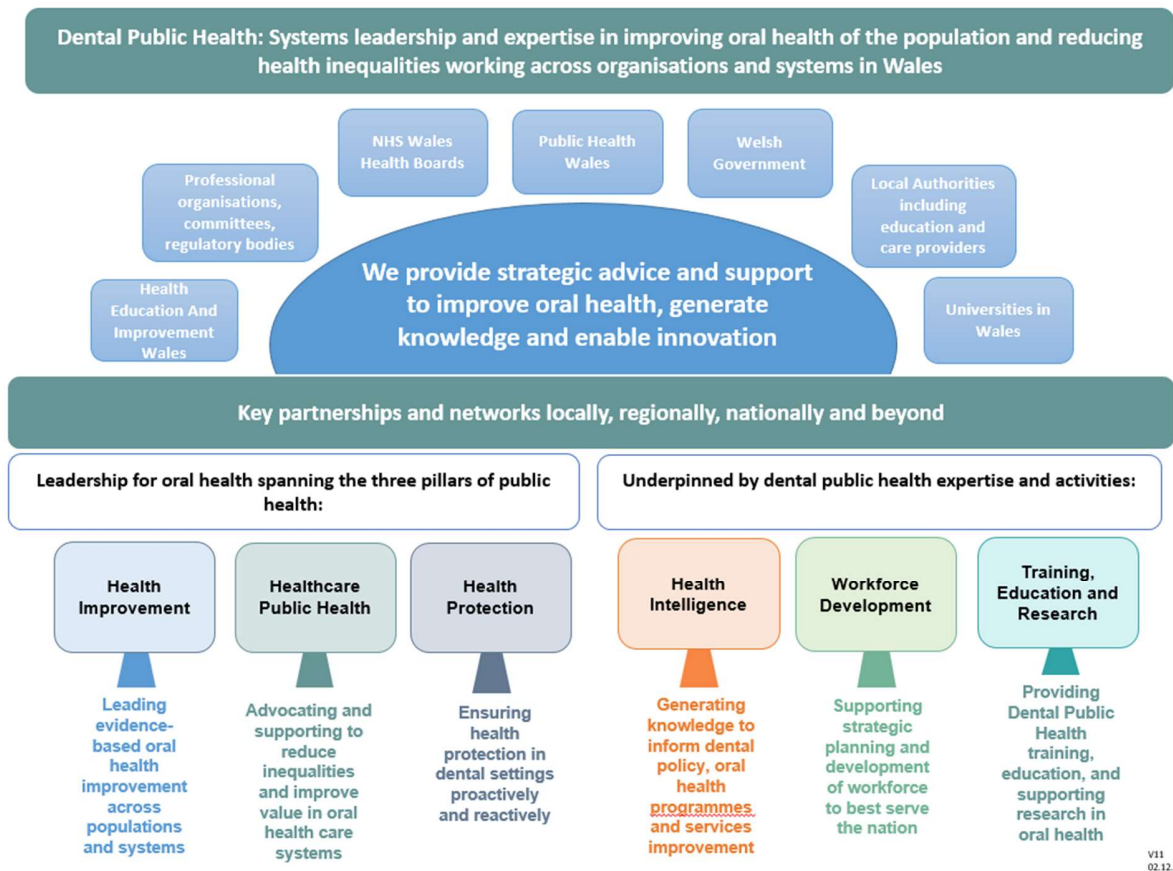 Dental Public Health: Systems leadership and expertise in improving oral health of the population and reducing
health inequalities working across organisations and systems in Wales
NHS Wales
Health Boards
Public Health
Wales
Welsh
Government
Professional
organisations,
committees,
regulatory bodies
Local Authorities
including
education and
care providers
Health
Education And
Improvement
Wales
Universities in
Wales
We provide strategic advice and support
to improve oral health, generate
knowledge and enable innovation
Key partnerships and networks locally, regionally, nationally and beyond
Leadership for oral health spanning the three pillars of public
health:
Underpinned by dental public health expertise and activities:
Health
Improvement
Healthcare
Public Health
Health
Protection
Health
Intelligence
Workforce
Development
Training,
Education and
Research
Leading
evidence-
based oral
health
improvement
across
populations
and systems
Advocating and
supporting to
reduce
inequalities
and improve
value in oral
health care
systems
Ensuring
health
protection in
dental settings
proactively
and reactively
Generating
knowledge to
inform dental
policy, oral
health
programmes
and services
improvement
Supporting
strategic
planning and
development
of workforce
to best serve
the nation
Providing
Dental Public
Health
training,
education, and
supporting
research in
oral health
V11
02.12.